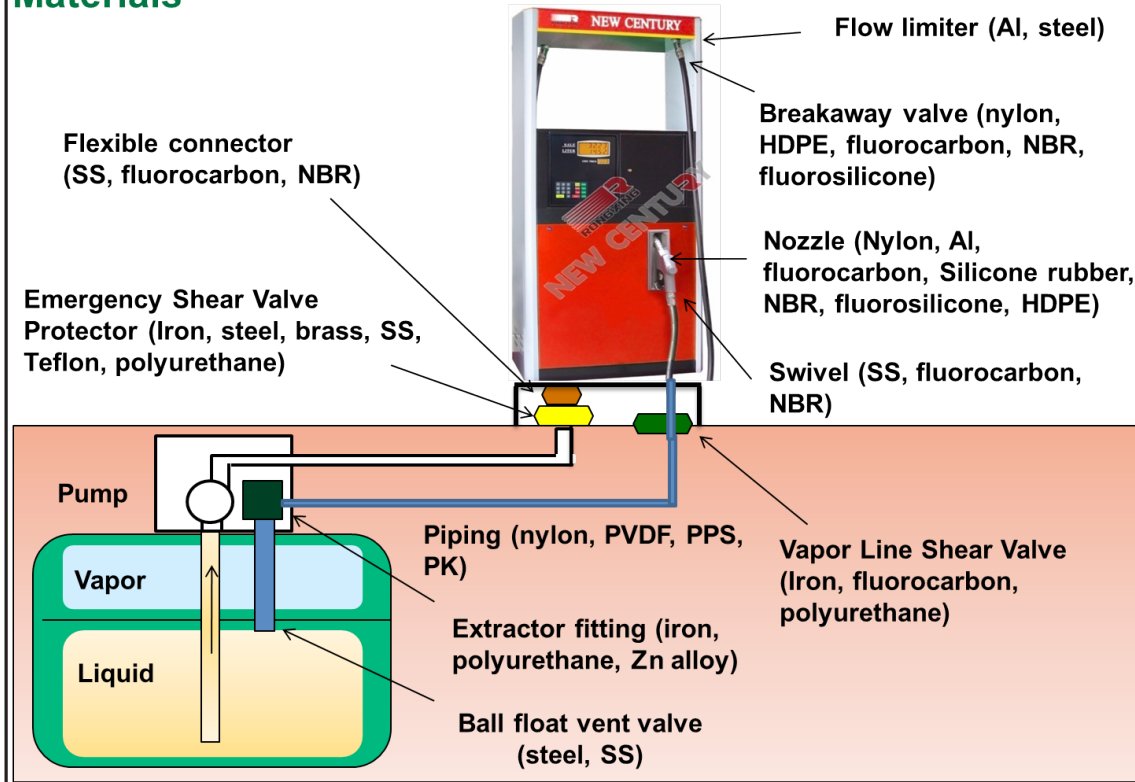 Materials
NEW CENTURY
Flow limiter (Al, steel)
Breakaway valve (nylon,
HDPE, fluorocarbon, NBR,
fluorosilicone)
Flexible connector
(SS, fluorocarbon, NBR)
RONGXING
NEW CENTURY
Nozzle (Nylon, Al,
fluorocarbon, Silicone rubber,
NBR, fluorosilicone, HDPE)
Emergency Shear Valve
Protector (Iron, steel, brass, SS,
Teflon, polyurethane)
Swivel (SS, fluorocarbon,
NBR)
Pump
Piping (nylon, PVDF, PPS,
PK)
Vapor Line Shear Valve
(Iron, fluorocarbon,
polyurethane)
Vapor
Extractor fitting (iron,
polyurethane, Zn alloy)
Liquid
Ball float vent valve
(steel, SS)